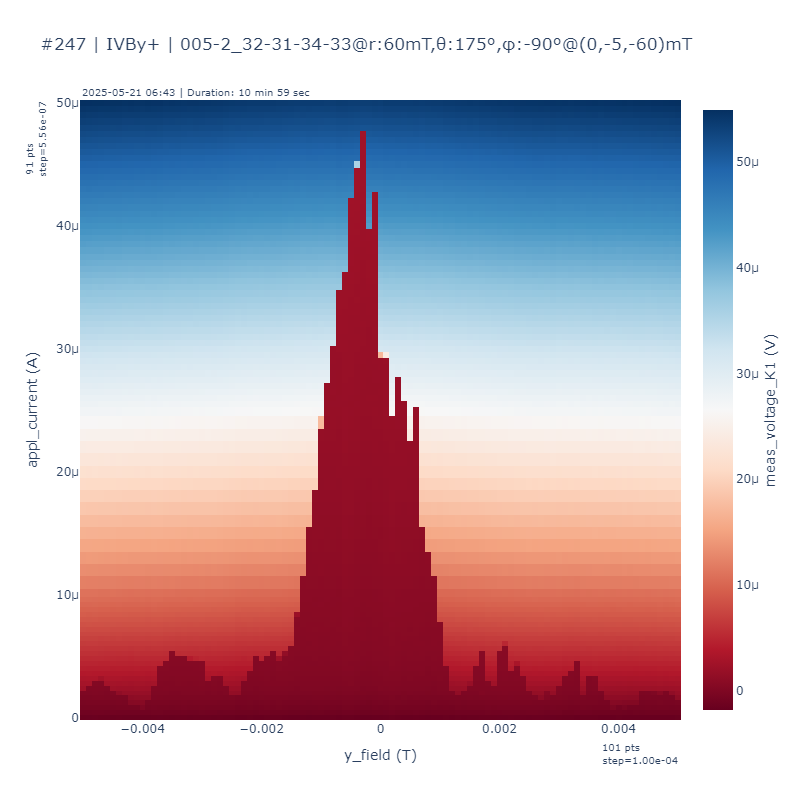 #247 | IVBy+ | 005-2_32-31-34-33@r:60mT,θ:175°,φ:-90°@(0,-5,-60)mT
2025-05-21 06:43 | Duration: 10 min 59 sec
91 pts
step=5.56e-07
50μ
40μ
30μ
20μ
10μ
0
appl_current (A)
−0.004
−0.002
0
0.002
0.004
y_field (T)
101 pts
step=1.00e-04
50μ
40μ
30μ
20μ
10μ
0
meas_voltage_K1 (V)